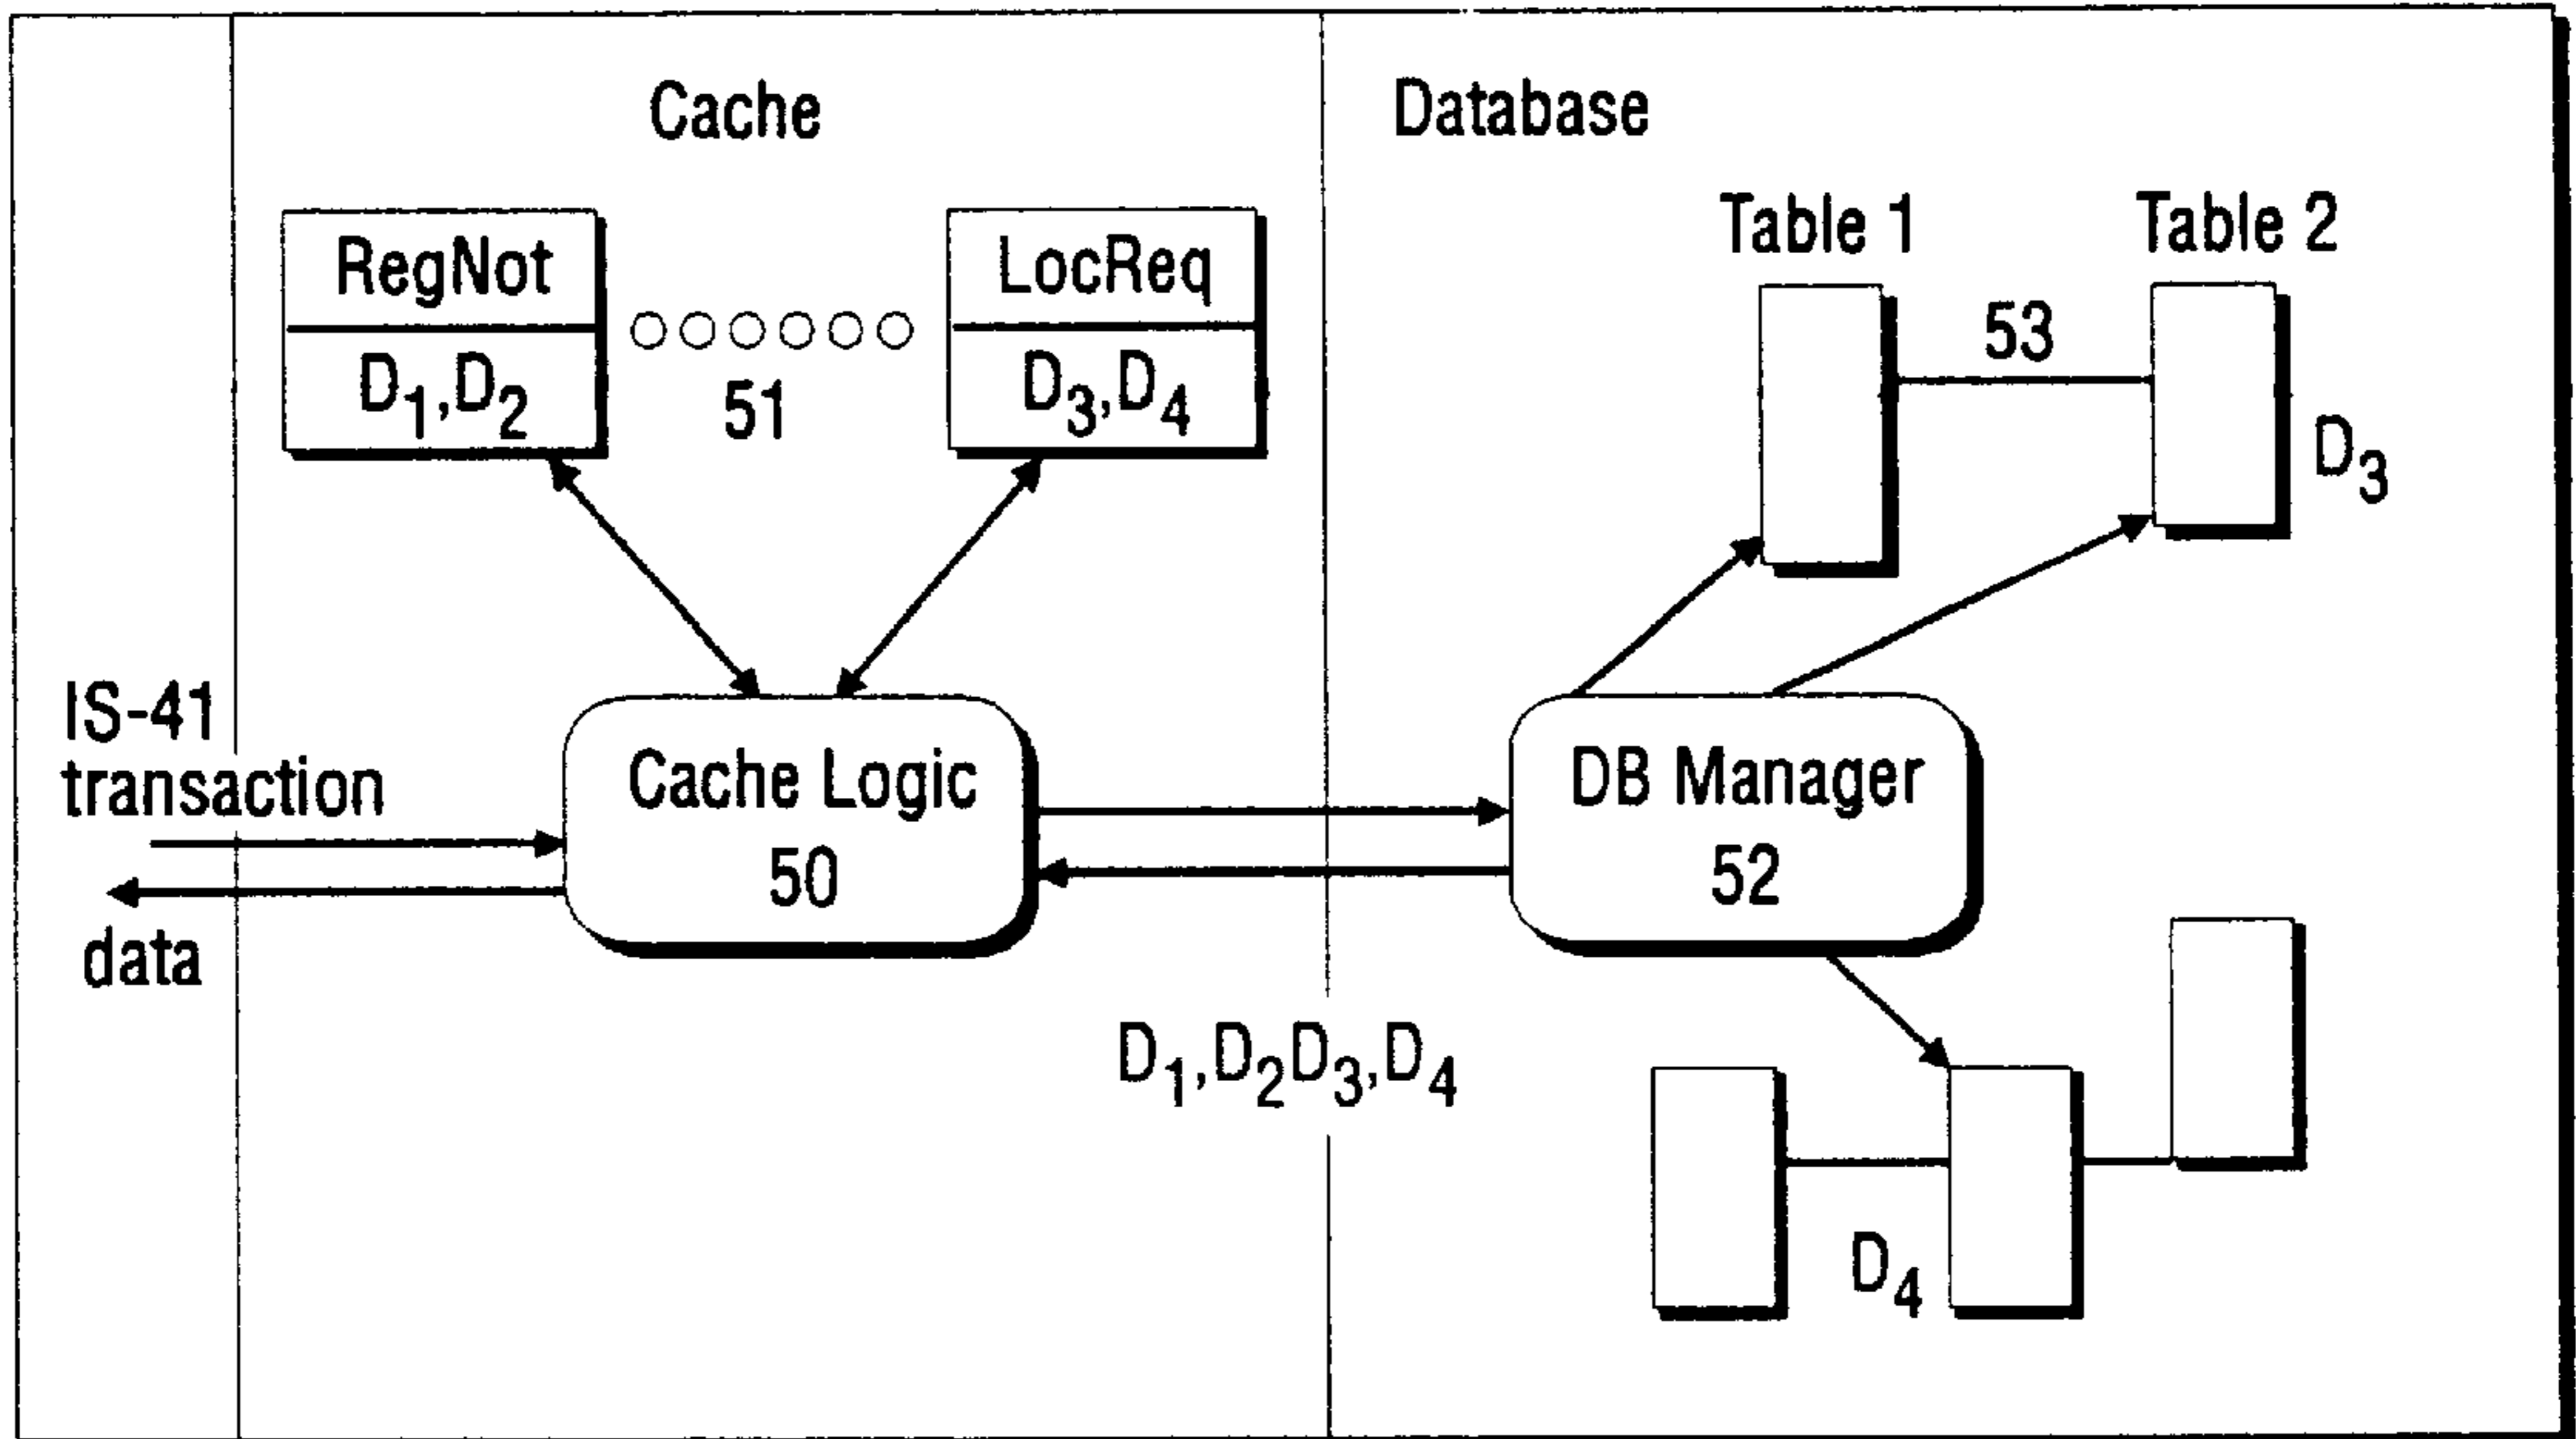 Cache
Database
RegNot
D1,D2
51
LocReq
D3,D4
Table 1
Table 2
53
D3
IS-41
transaction
data
Cache Logic
50
DB Manager
52
D1,D2D3,D4
D4